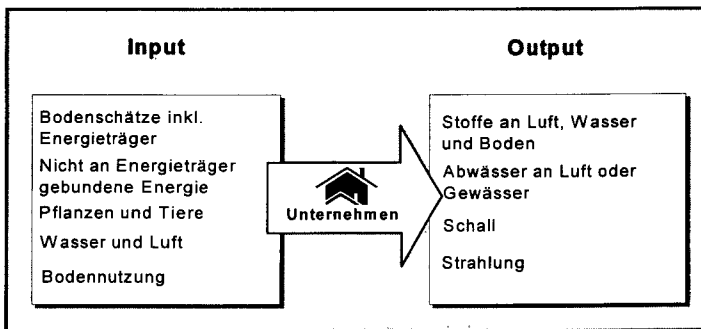 Input
Output
Bodenschätze inkl.
Energieträger
Nicht an Energieträger
gebundene Energie
Pflanzen und Tiere
Wasser und Luft
Bodennutzung
Unternehmen
Stoffe an Luft, Wasser
und Boden
Abwässer an Luft oder
Gewässer
Schall
Strahlung